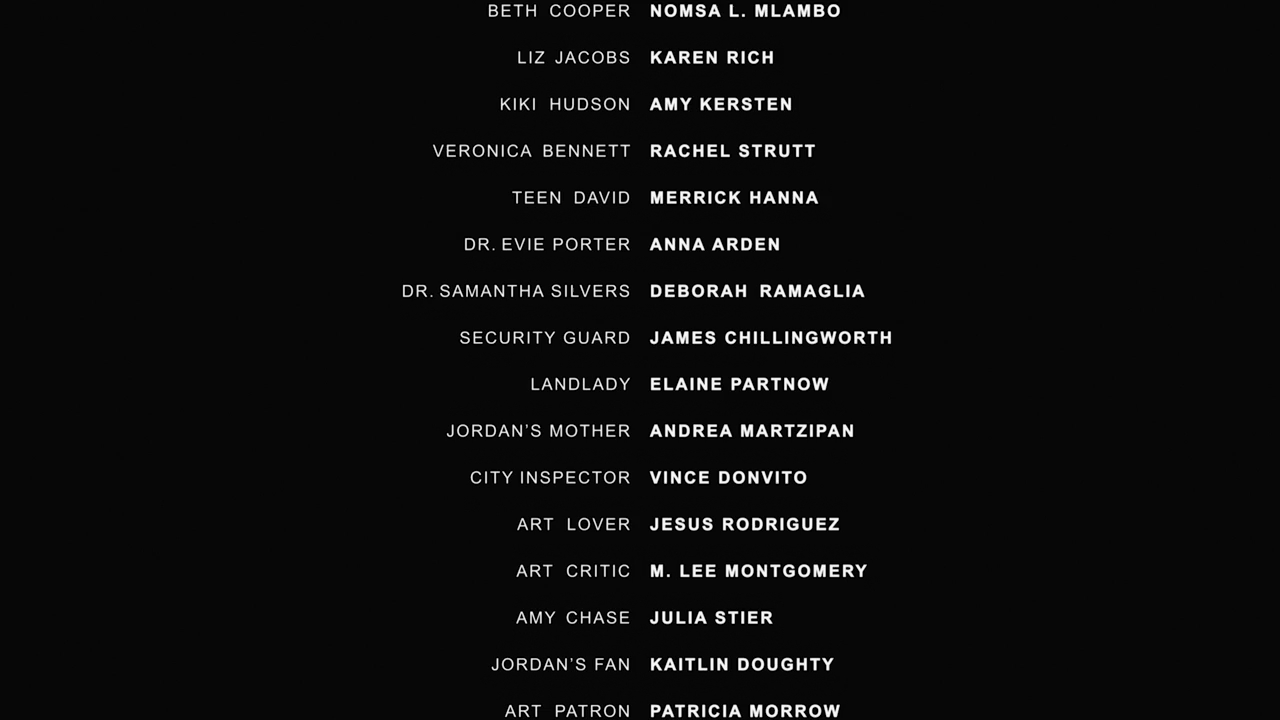 BETH COOPER NOMSA L. MLAMBO
LIZ JACOBS KAREN RICH
KIKI HUDSON AMY KERSTEN
VERONICA BENNETT RACHEL STRUTT
TEEN DAVID MERRICK HANNA
DR. EVIE PORTER ANNA ARDEN
DR. SAMANTHA SILVERS DEBORAH RAMAGLIA
SECURITY GUARD JAMES CHILLINGWORTH
LANDLADY ELAINE PARTNOW
JORDAN’S MOTHER ANDREA MARTZIPAN
CITY INSPECTOR VINCE DONVITO
ART LOVER JESUS RODRIGUEZ
ART CRITIC M. LEE MONTGOMERY
AMY CHASE JULIA STIER
JORDAN’S FAN KAITLIN DOUGHTY
ART PATRON PATRICIA MORROW